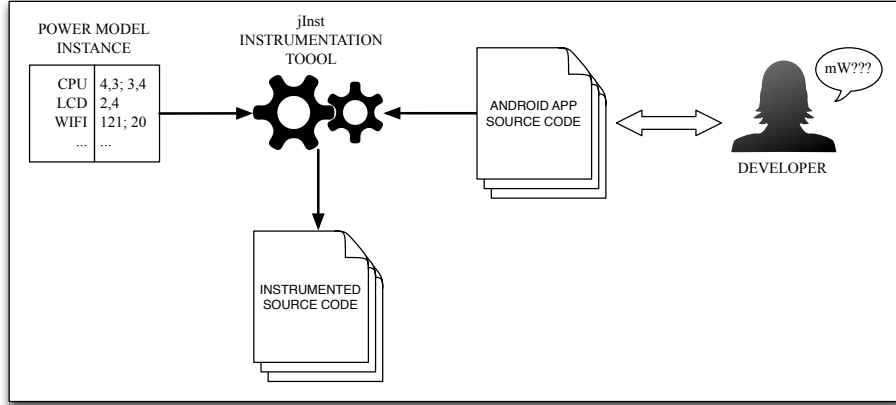 POWER MODEL
INSTANCE
CPU 4,3; 3,4
LCD 2,4
WIFI 121; 20
... ...
jInst
INSTRUMENTATION
TOOOL
ANDROID APP
SOURCE CODE
mW???
DEVELOPER
INSTRUMENTED
SOURCE CODE